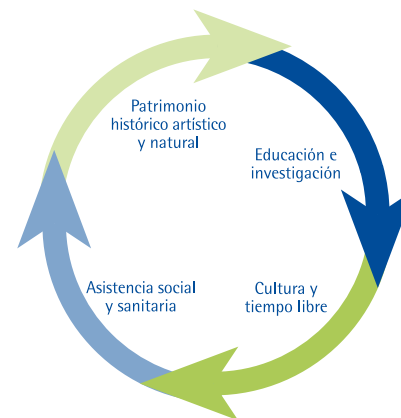 Patrimonio
histórico artístico
y natural
Educación e
investigación
Asistencia social
y sanitaria
Cultura y
tiempo libre